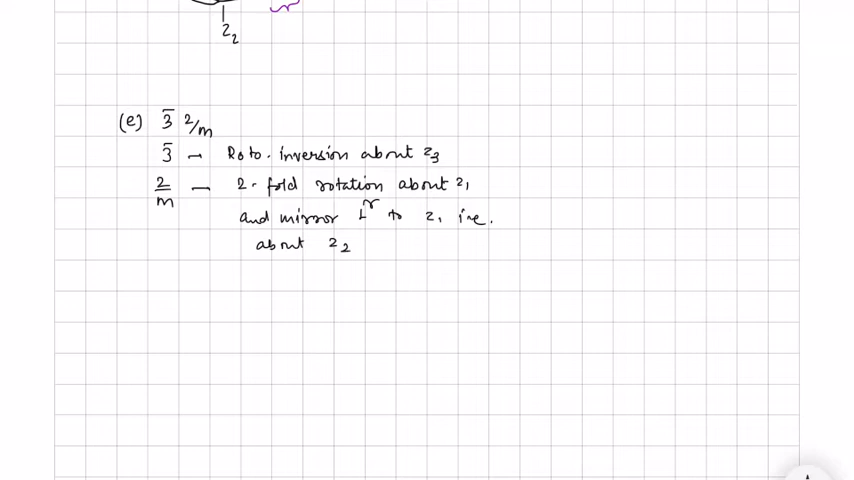 z₂
(e) 3̅ 2/m
3̅ – Roto. inversion about z₃
2/m – 2-fold rotation about z₁
and mirror ⊥ʳ to z₁ i.e.
about z₂